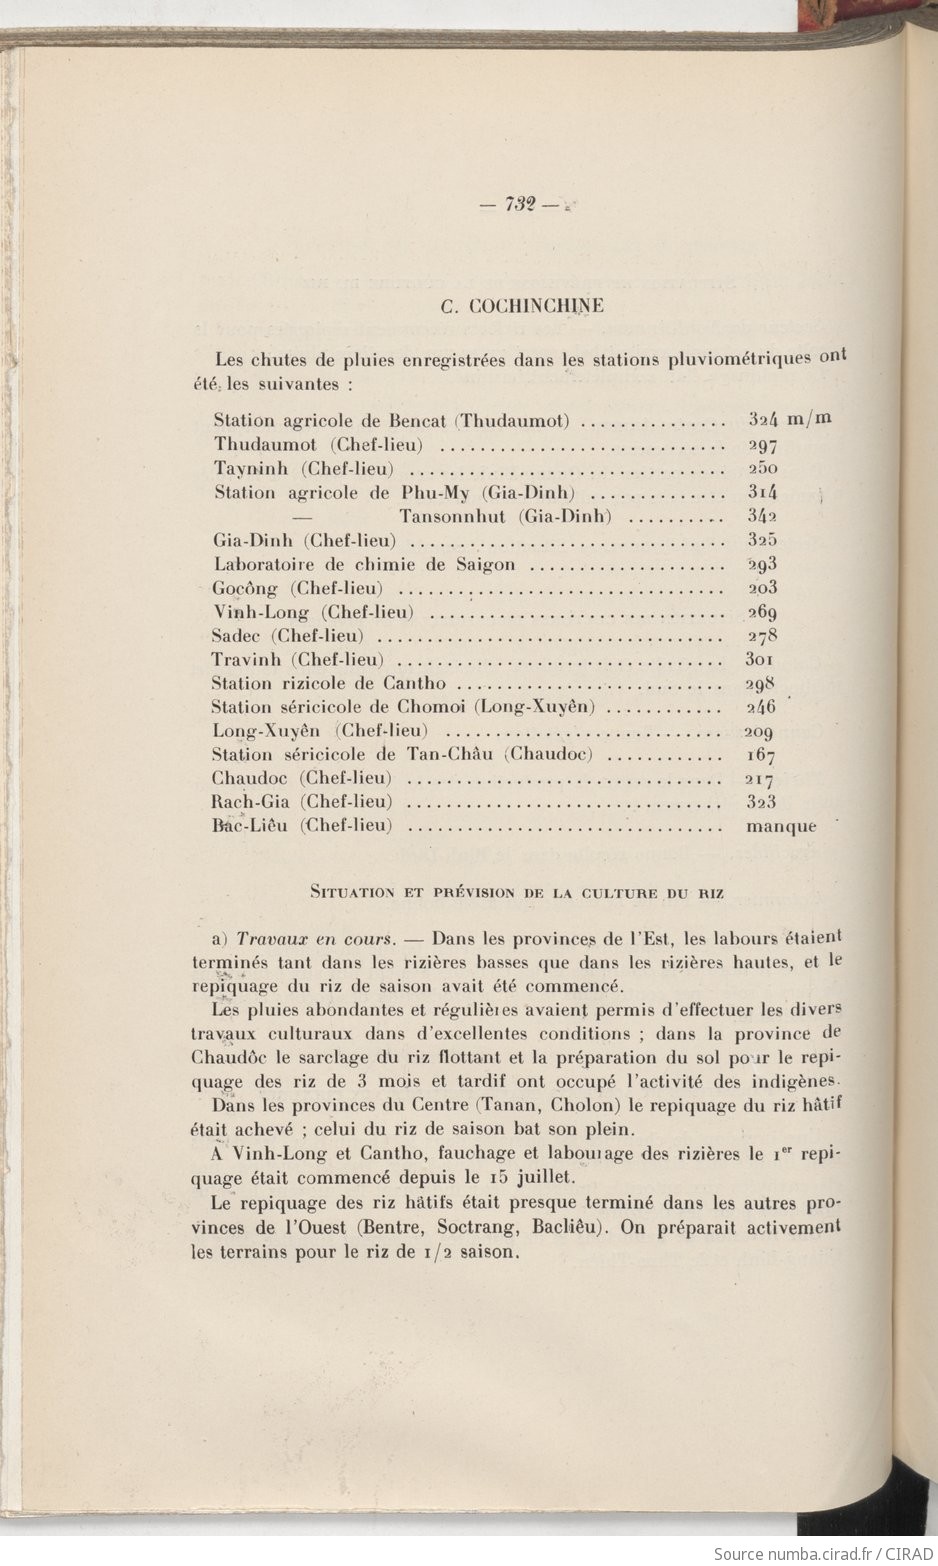 — 732 —
C. COCHINCHINE
Les chutes de pluies enregistrées dans les stations pluviométriques ont
été les suivantes :
Station agricole de Bencat (Thudaumot) ............... 324 m/m
Thudaumot (Chef-lieu) ............................. 297
Tayninh (Chef-lieu) ................................ 250
Station agricole de Phu-My (Gia-Dinh) .............. 314
— Tansonnhut (Gia-Dinh) .......... 342
Gia-Dinh (Chef-lieu) ................................ 325
Laboratoire de chimie de Saigon .................... 293
Gocông (Chef-lieu) ................................. 203
Vinh-Long (Chef-lieu) .............................. 269
Sadec (Chef-lieu) ................................... 278
Travinh (Chef-lieu) ................................. 301
Station rizicole de Cantho ........................... 298
Station séricicole de Chomoi (Long-Xuyên) ............ 246
Long-Xuyên (Chef-lieu) ............................ 209
Station séricicole de Tan-Châu (Chaudoc) ............ 167
Chaudoc (Chef-lieu) ................................ 217
Rach-Gia (Chef-lieu) ................................ 323
Bac-Liêu (Chef-lieu) ................................ manque
SITUATION ET PRÉVISION DE LA CULTURE DU RIZ
a) Travaux en cours. — Dans les provinces de l'Est, les labours étaient
terminés tant dans les rizières basses que dans les rizières hautes, et le
repiquage du riz de saison avait été commencé.
Les pluies abondantes et régulières avaient permis d'effectuer les divers
travaux culturaux dans d'excellentes conditions ; dans la province de
Chaudôc le sarclage du riz flottant et la préparation du sol pour le repi-
quage des riz de 3 mois et tardif ont occupé l'activité des indigènes.
Dans les provinces du Centre (Tanan, Cholon) le repiquage du riz hâtif
était achevé ; celui du riz de saison bat son plein.
A Vinh-Long et Cantho, fauchage et labourage des rizières le 1er repi-
quage était commencé depuis le 15 juillet.
Le repiquage des riz hâtifs était presque terminé dans les autres pro-
vinces de l'Ouest (Bentre, Soctrang, Bacliêu). On préparait activement
les terrains pour le riz de 1/2 saison.
Source numba.cirad.fr / CIRAD